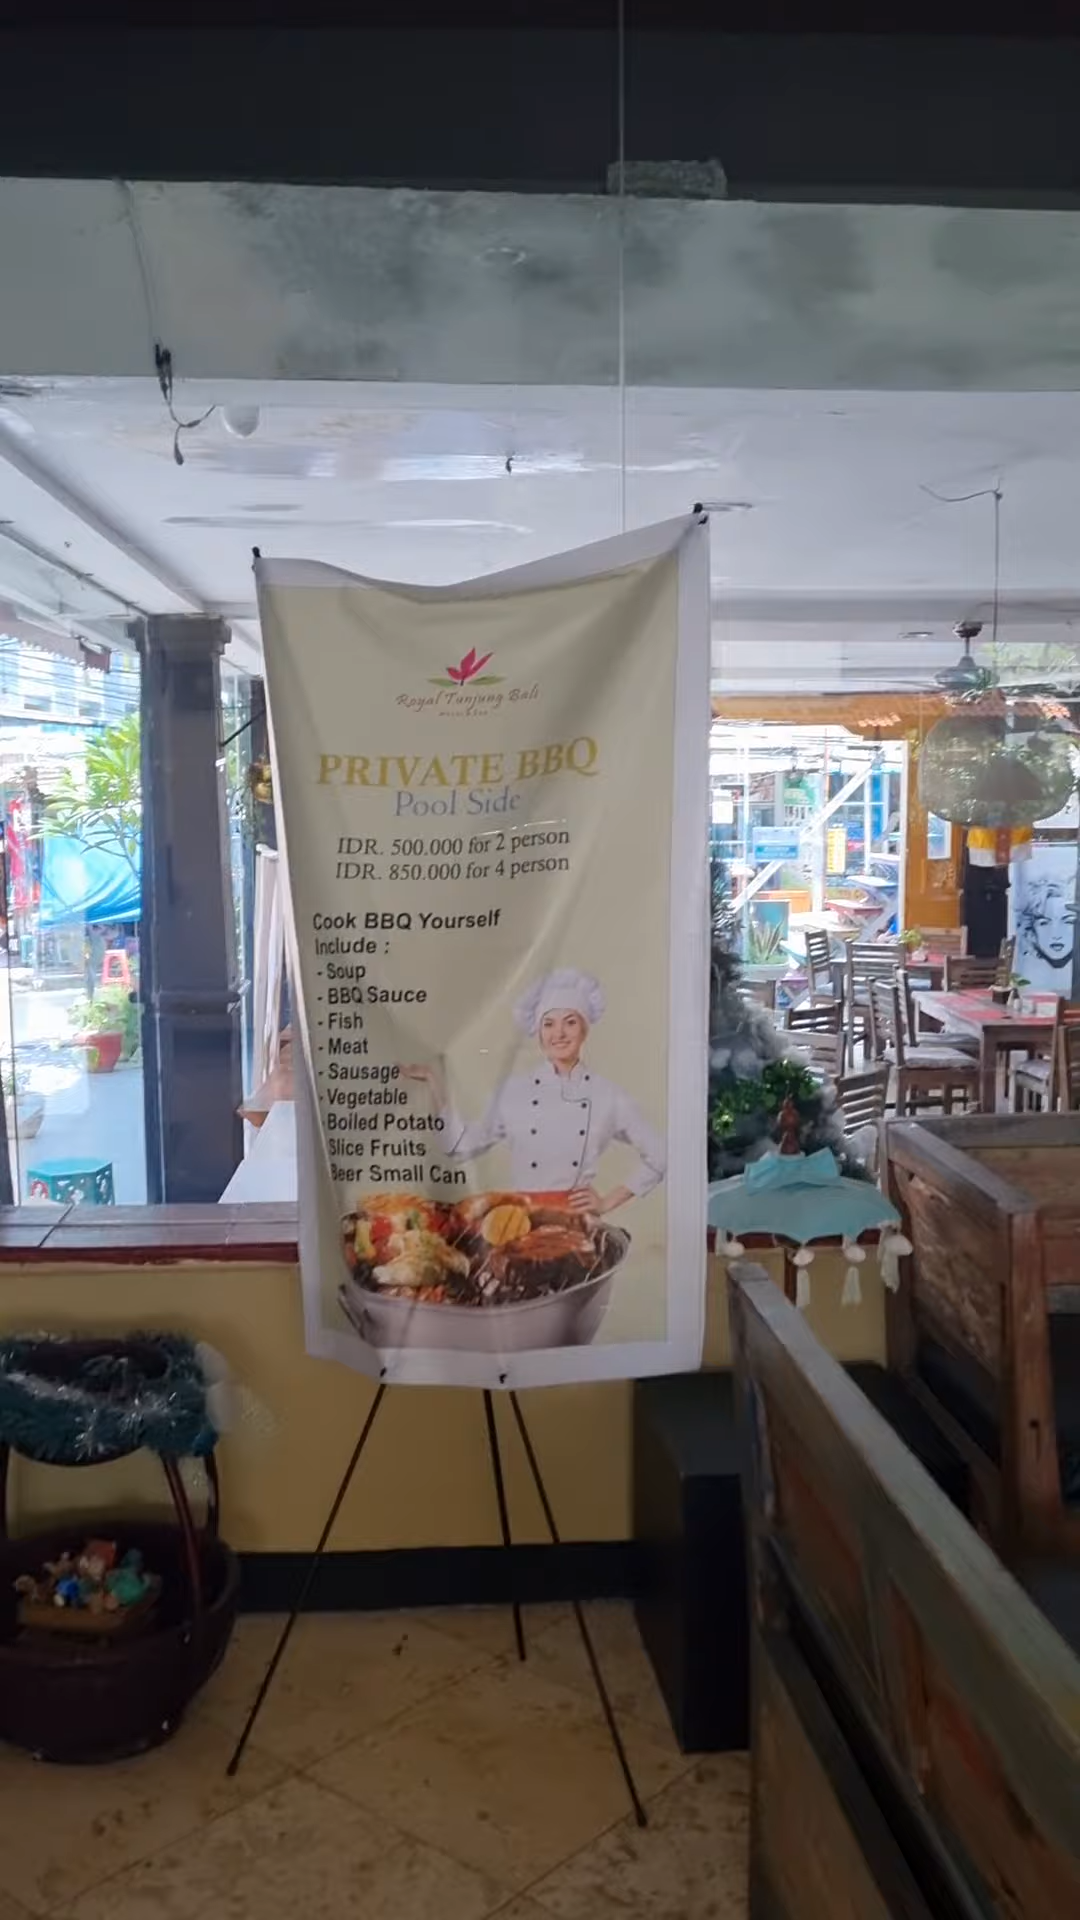 Royal Tunjung Bali
PRIVATE BBQ
Pool Side
IDR. 500.000 for 2 person
IDR. 850.000 for 4 person
Cook BBQ Yourself
Include :
- Soup
- BBQ Sauce
- Fish
- Meat
- Sausage
- Vegetable
- Boiled Potato
Slice Fruits
Beer Small Can